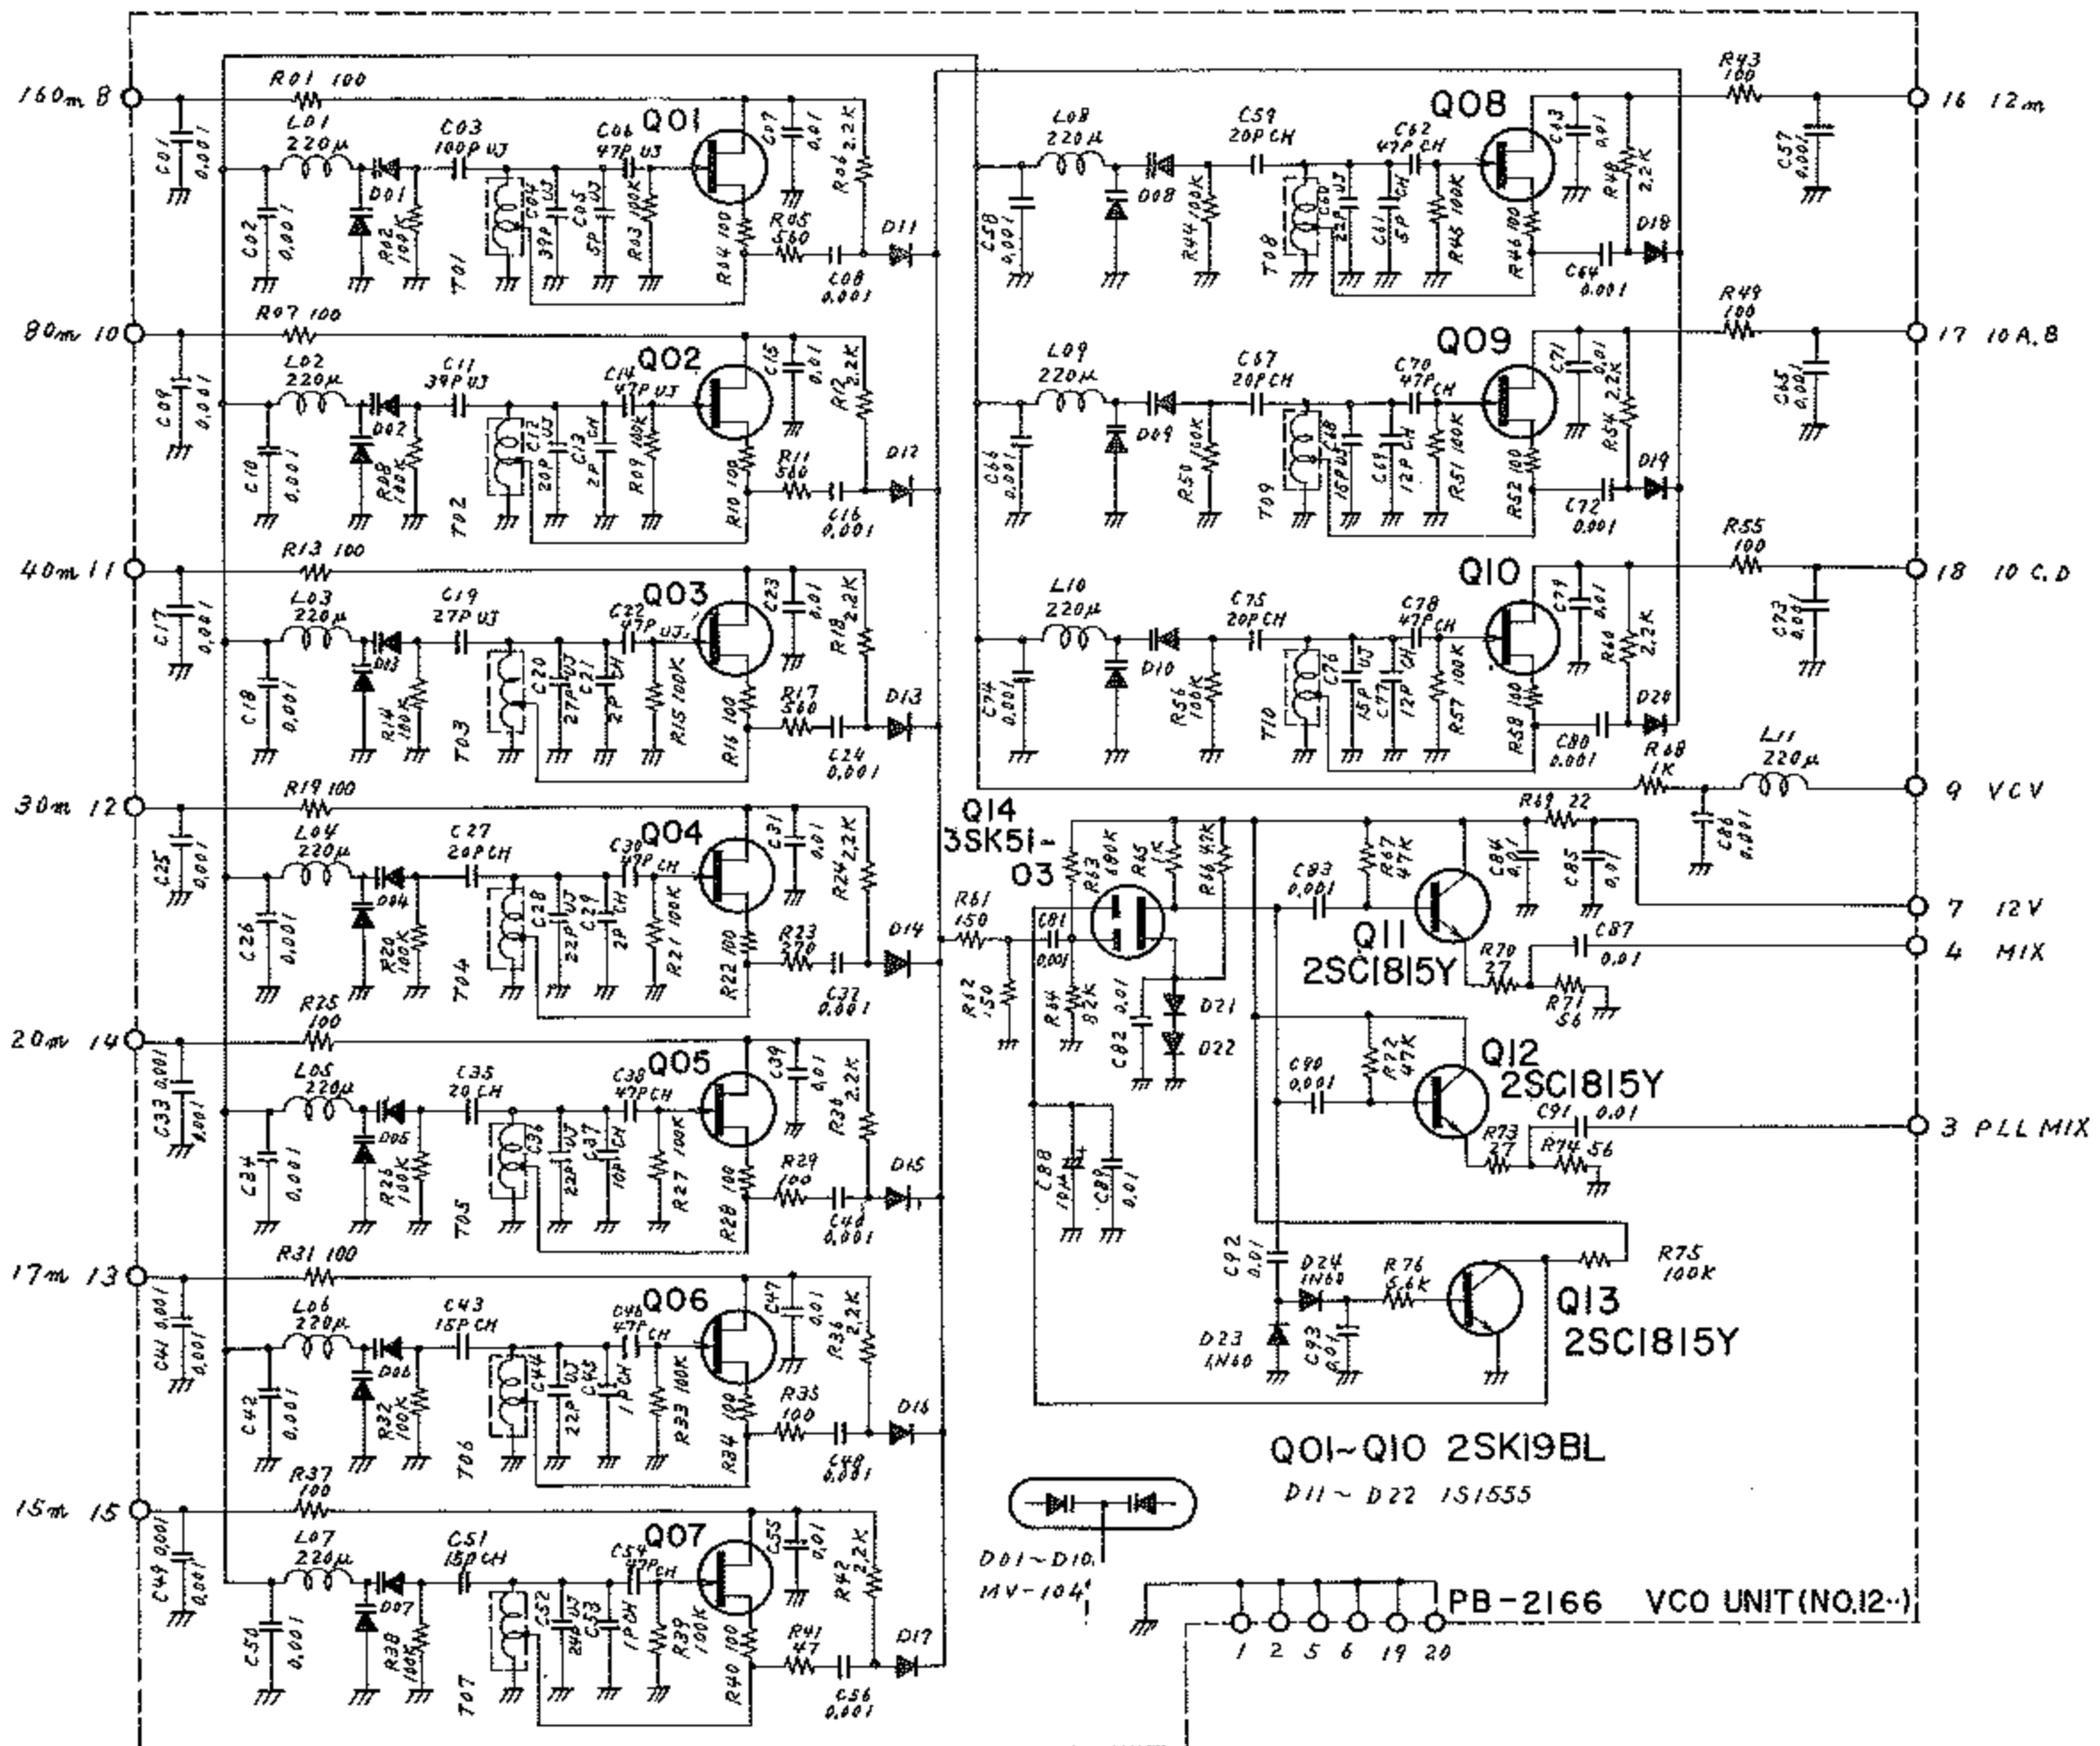 160m 8
R01 100
C01 0.001
L01 220μ
C02 0.001
D01
R02 100K
C03 100P UJ
T01
C04 39P UJ
C05 5P UJ
C06 47P UJ
R03 100K
Q01
R04 100
C07 0.01
R06 2.2K
R05 560
C08 0.001
D11
80m 10
R07 100
C09 0.001
L02 220μ
C10 0.001
D02
R08 100K
C11 39P UJ
T02
C12 20P UJ
C13 2P CH
C14 47P UJ
R09 100K
Q02
R10 100
C15 0.01
R12 2.2K
R11 560
C16 0.001
D12
40m 11
R13 100
C17 0.001
L03 220μ
C18 0.001
D03
R14 100K
C19 27P UJ
T03
C20 27P UJ
C21 2P CH
C22 47P UJ
R15 100K
Q03
R16 100
C23 0.01
R18 2.2K
R17 560
C24 0.001
D13
30m 12
R19 100
C25 0.001
L04 220μ
C26 0.001
D04
R20 100K
C27 20P CH
T04
C28 22P UJ
C29 2P CH
C30 47P CH
R21 100K
Q04
R22 100
C31 0.01
R24 2.2K
R23 270
C32 0.001
D14
20m 14
R25 100
C33 0.001
0.001
L05 220μ
C34 0.001
D05
R26 100K
C35 20 CH
T05
C36 22P UJ
C37 10P CH
C38 47P CH
R27 100K
Q05
R28 100
C39 0.01
R36 2.2K
R29 100
C40 0.001
D15
17m 13
R31 100
C41 0.001
0.001
L06 220μ
C42 0.001
D06
R32 100K
C43 15P CH
T06
C44 22P UJ
C45 1P CH
C46 47P CH
R33 100K
Q06
R34 100
C47 0.01
R36 2.2K
R35 100
C48 0.001
D16
15m 15
R37 100
C49 0.001
0.001
L07 220μ
C50 0.001
D07
R38 100K
C51 15P CH
T07
C52 24P UJ
C53 1P CH
C54 47P CH
R39 100K
Q07
R40 100
C55 0.01
R42 2.2K
R41 47
C56 0.001
D17
L08 220μ
C58 0.001
D08
R44 100K
C59 20P CH
T08
C60 22P UJ
C61 5P CH
C62 47P CH
R45 100K
Q08
R46 100
C63 0.01
R48 2.2K
C64 0.001
D18
R43 100
C57 0.001
16 12m
L09 220μ
C66 0.001
D09
R50 100K
C67 20P CH
T09
C68 15P UJ
C69 12P CH
C70 47P CH
R51 100K
Q09
R52 100
C71 0.01
R54 2.2K
C72 0.001
D19
R49 100
C65 0.001
17 10A.B
L10 220μ
C74 0.001
D10
R56 100K
C75 20P CH
T10
C76 15P UJ
C77 12P CH
C78 47P CH
R57 100K
Q10
R58 100
C79 0.01
R60 2.2K
C80 0.001
D20
R55 100
C73 0.001
18 10 C.D
R68 1K
L11 220μ
C86 0.001
9 VCV
Q14
3SK51-
03
R61 150
R62 150
C81 0.001
R63 680K
R64 82K
R65 1K
R66 47K
C82 0.01
D21
D22
C83 0.001
R67 47K
Q11
2SC1815Y
R69 22
C84 0.01
C85 0.01
7 12V
R70 27
R71 56
C87 0.01
4 MIX
C90 0.001
R72 47K
Q12
2SC1815Y
R73 27
R74 56
C91 0.01
3 PLL MIX
C88 10μ +
C89 0.01
C92 0.01
D23 1N60
D24 1N60
C93 0.01
R76 5.6K
R75 100K
Q13
2SC1815Y
Q01~Q10 2SK19BL
D11~D22 1S1555
D01~D10
MV-104
PB-2166 VCO UNIT(NO,12··)
1 2 5 6 19 20